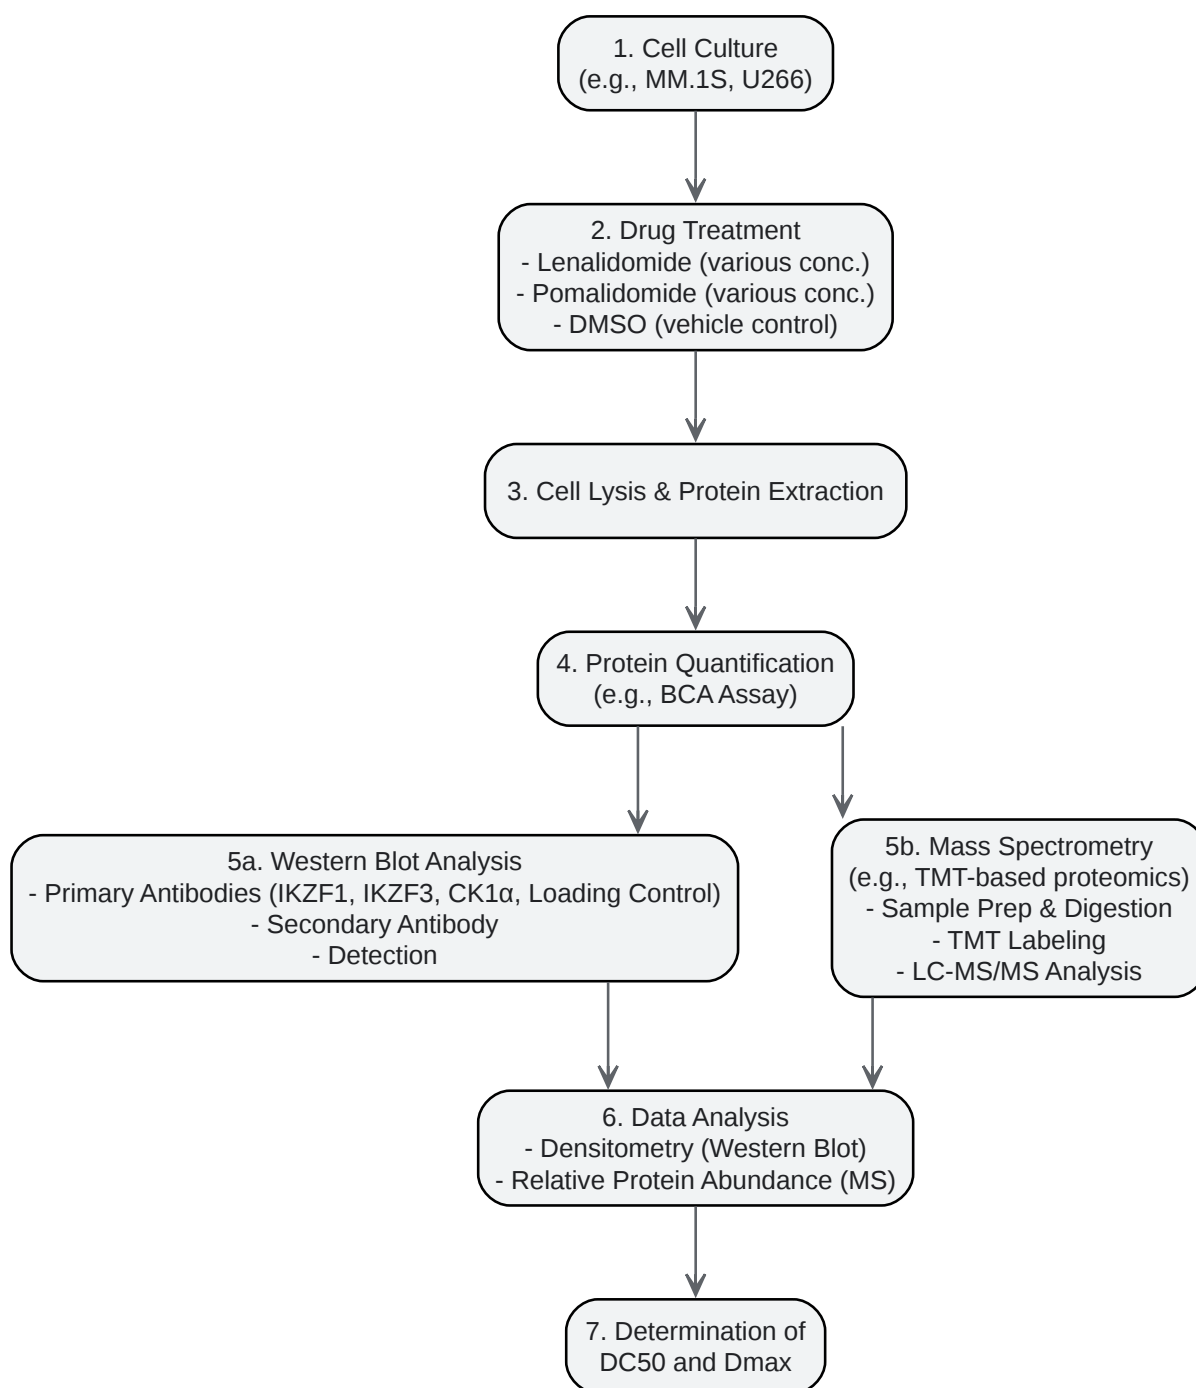 1. Cell Culture
(e.g., MM.1S, U266)
2. Drug Treatment
- Lenalidomide (various conc.)
- Pomalidomide (various conc.)
- DMSO (vehicle control)
3. Cell Lysis & Protein Extraction
4. Protein Quantification
(e.g., BCA Assay)
5a. Western Blot Analysis
- Primary Antibodies (IKZF1, IKZF3, CK1α, Loading Control)
- Secondary Antibody
- Detection
5b. Mass Spectrometry
(e.g., TMT-based proteomics)
- Sample Prep & Digestion
- TMT Labeling
- LC-MS/MS Analysis
6. Data Analysis
- Densitometry (Western Blot)
- Relative Protein Abundance (MS)
7. Determination of
DC50 and Dmax